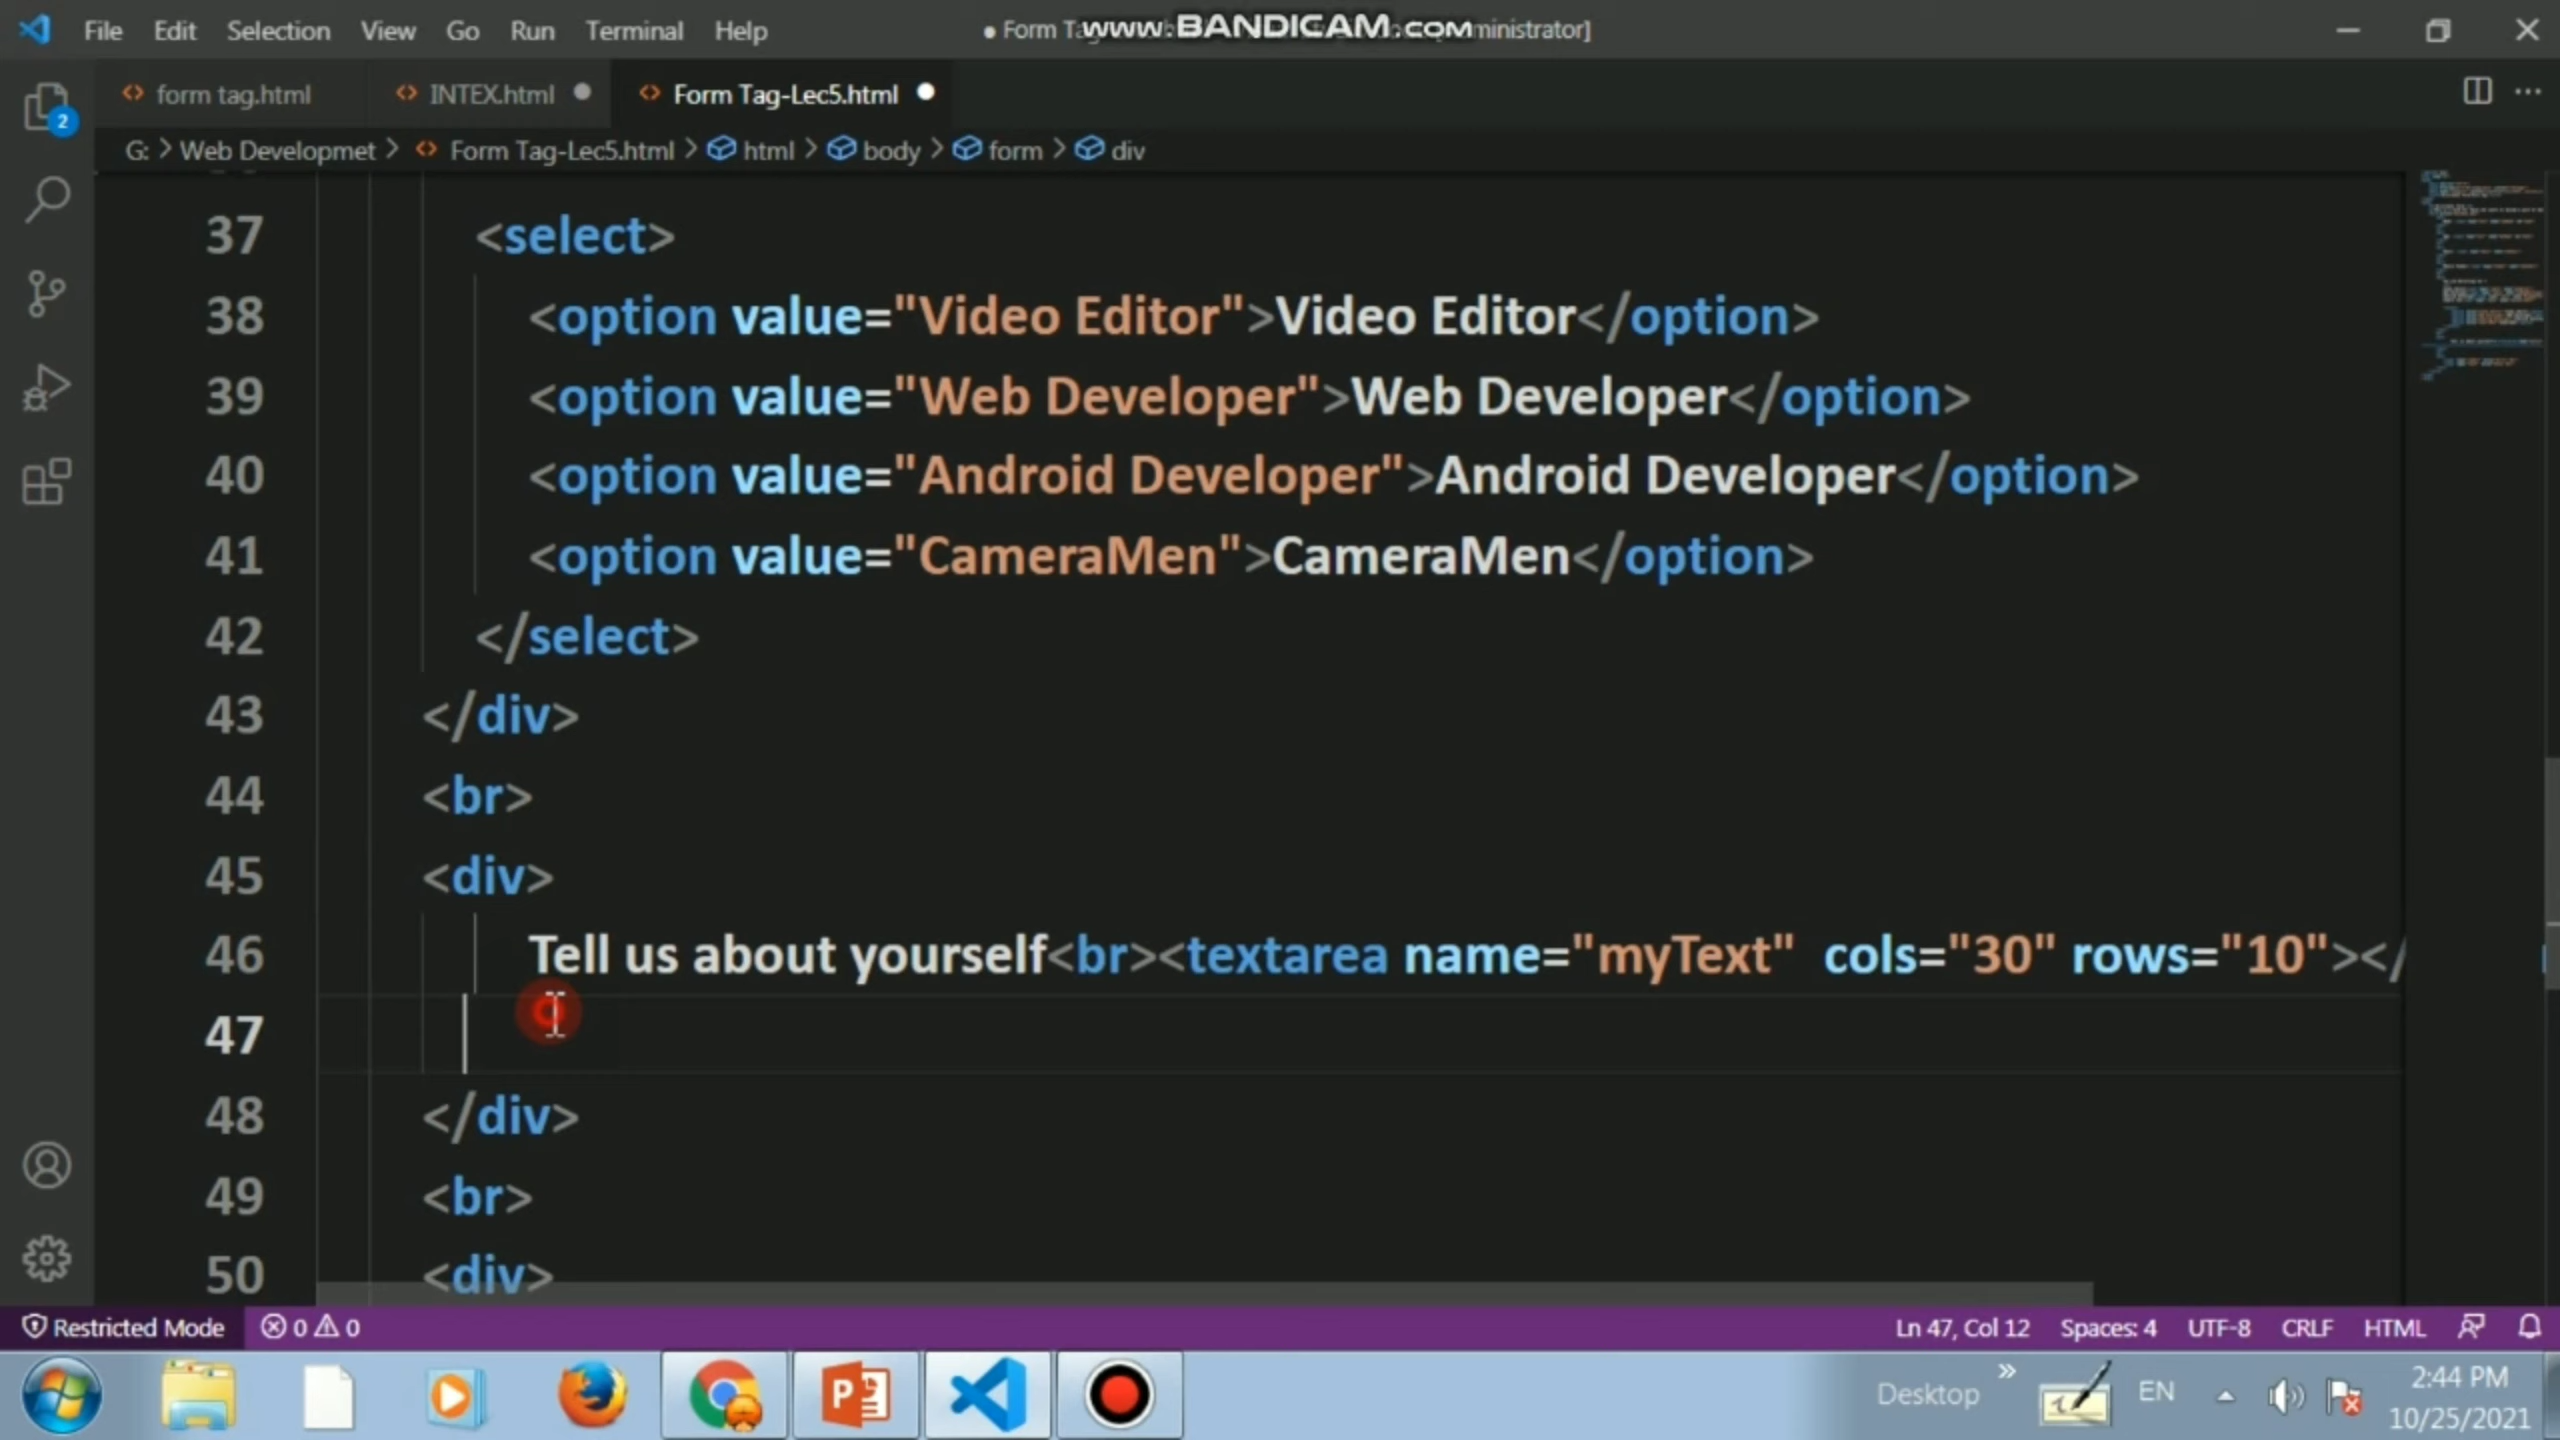 File Edit Selection View Go Run Terminal Help
● Form Ta
www.BANDICAM.com
ministrator]
form tag.html
INTEX.html
Form Tag-Lec5.html
2
G: > Web Developmet > Form Tag-Lec5.html > html > body > form > div
37 <select>
38 <option value="Video Editor">Video Editor</option>
39 <option value="Web Developer">Web Developer</option>
40 <option value="Android Developer">Android Developer</option>
41 <option value="CameraMen">CameraMen</option>
42 </select>
43 </div>
44 <br>
45 <div>
46 Tell us about yourself<br><textarea name="myText"  cols="30" rows="10"></
47
48 </div>
49 <br>
50 <div>
Restricted Mode 0 0 Ln 47, Col 12 Spaces: 4 UTF-8 CRLF HTML
Desktop » EN 2:44 PM
10/25/2021